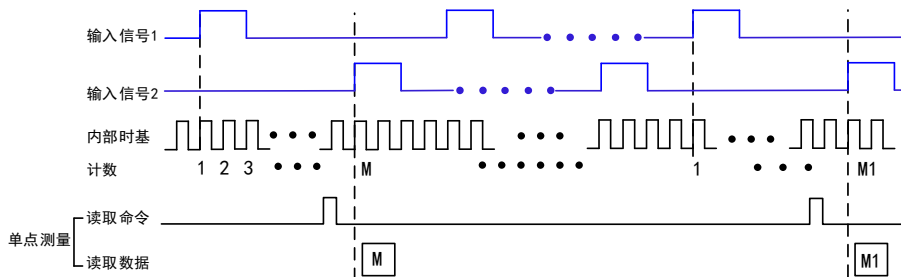 输入信号1
输入信号2
内部时基
计数 1 2 3 M 1 M1
读取命令
单点测量
读取数据 M M1